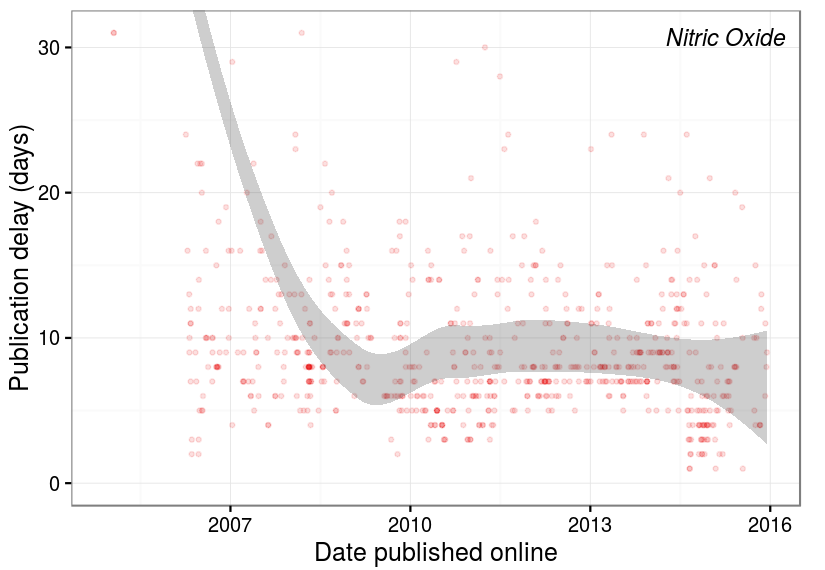 Nitric Oxide
Publication delay (days)
30
20
10
0
2007 2010 2013 2016
Date published online